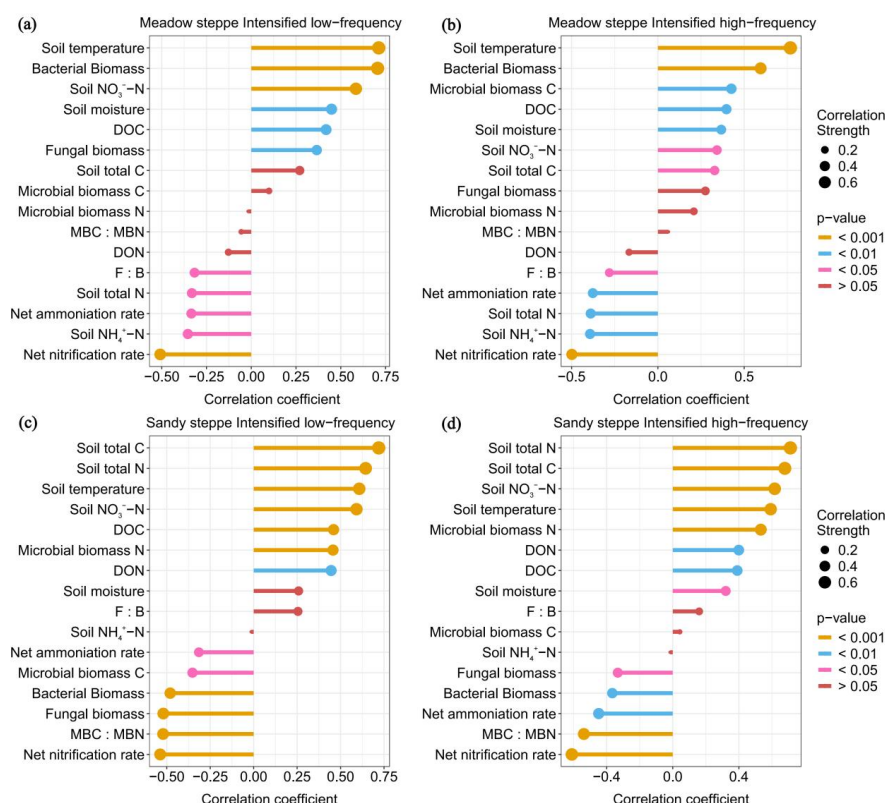 (a) Meadow steppe Intensified low−frequency
Soil temperature
Bacterial Biomass
Soil NO₃⁻−N
Soil moisture
DOC
Fungal biomass
Soil total C
Microbial biomass C
Microbial biomass N
MBC : MBN
DON
F : B
Soil total N
Net ammoniation rate
Soil NH₄⁺−N
Net nitrification rate
−0.50 −0.25 0.00 0.25 0.50 0.75
Correlation coefficient
(b) Meadow steppe Intensified high−frequency
Soil temperature
Bacterial Biomass
Microbial biomass C
DOC
Soil moisture
Soil NO₃⁻−N
Soil total C
Fungal biomass
Microbial biomass N
MBC : MBN
DON
F : B
Net ammoniation rate
Soil total N
Soil NH₄⁺−N
Net nitrification rate
−0.5 0.0 0.5
Correlation coefficient
Correlation
Strength
0.2
0.4
0.6
p−value
< 0.001
< 0.01
< 0.05
> 0.05
(c) Sandy steppe Intensified low−frequency
Soil total C
Soil total N
Soil temperature
Soil NO₃⁻−N
DOC
Microbial biomass N
DON
Soil moisture
F : B
Soil NH₄⁺−N
Net ammoniation rate
Microbial biomass C
Bacterial Biomass
Fungal biomass
MBC : MBN
Net nitrification rate
−0.50 −0.25 0.00 0.25 0.50 0.75
Correlation coefficient
(d) Sandy steppe Intensified high−frequency
Soil total N
Soil total C
Soil NO₃⁻−N
Soil temperature
Microbial biomass N
DON
DOC
Soil moisture
F : B
Microbial biomass C
Soil NH₄⁺−N
Fungal biomass
Bacterial Biomass
Net ammoniation rate
MBC : MBN
Net nitrification rate
−0.4 0.0 0.4
Correlation coefficient
Correlation
Strength
0.2
0.4
0.6
p−value
< 0.001
< 0.01
< 0.05
> 0.05